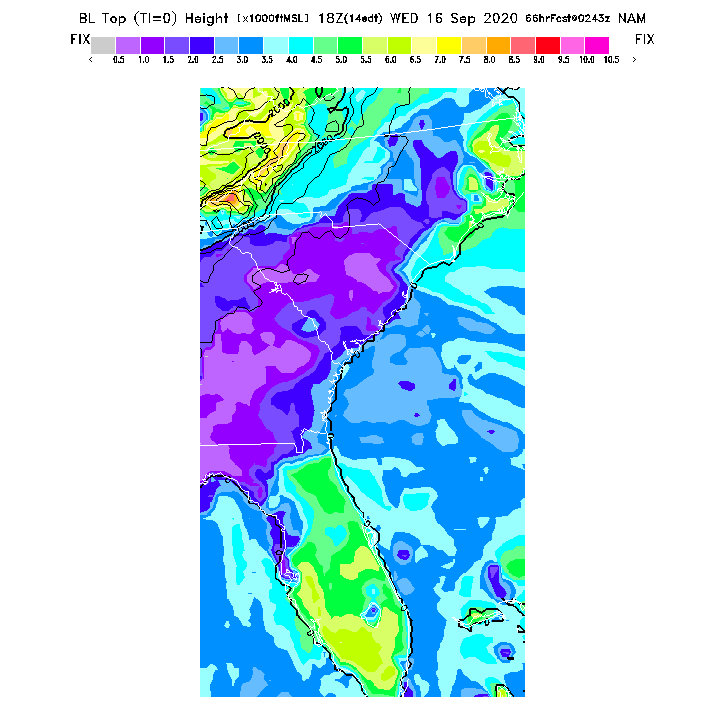 BL Top (TI=0) Height [x1000ftMSL] 18Z(14edt) WED 16 Sep 2020 66hrFcst@0243z NAM
FIX FIX
< 0.5 1.0 1.5 2.0 2.5 3.0 3.5 4.0 4.5 5.0 5.5 6.0 6.5 7.0 7.5 8.0 8.5 9.0 9.5 10.0 10.5 >
2000
2000